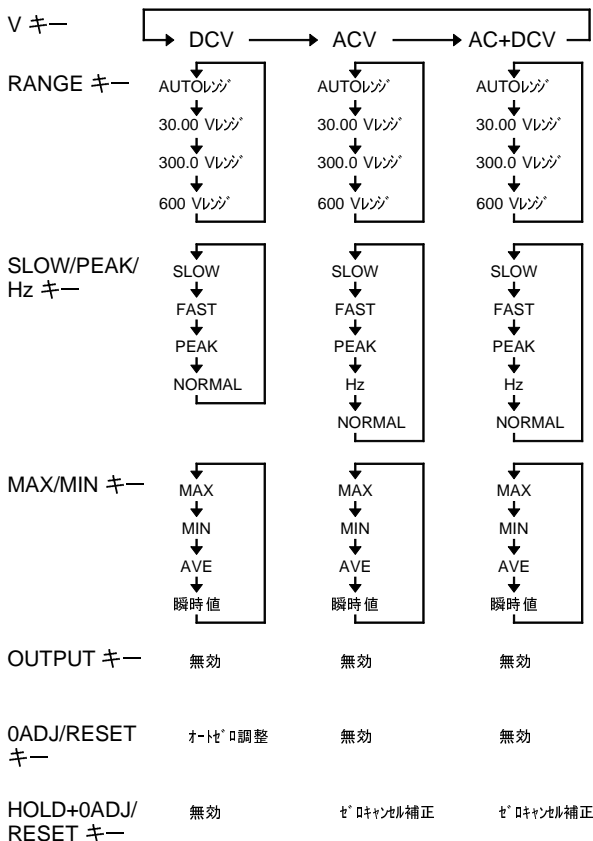 V キー
DCV ACV AC+DCV
RANGE キー
AUTOﾚﾝｼﾞ AUTOﾚﾝｼﾞ AUTOﾚﾝｼﾞ
30.00 Vﾚﾝｼﾞ 30.00 Vﾚﾝｼﾞ 30.00 Vﾚﾝｼﾞ
300.0 Vﾚﾝｼﾞ 300.0 Vﾚﾝｼﾞ 300.0 Vﾚﾝｼﾞ
600 Vﾚﾝｼﾞ 600 Vﾚﾝｼﾞ 600 Vﾚﾝｼﾞ
SLOW/PEAK/
Hz キー
SLOW SLOW SLOW
FAST FAST FAST
PEAK PEAK PEAK
NORMAL Hz Hz
NORMAL NORMAL
MAX/MIN キー
MAX MAX MAX
MIN MIN MIN
AVE AVE AVE
瞬時値 瞬時値 瞬時値
OUTPUT キー 無効 無効 無効
0ADJ/RESET
キー
ｵｰﾄｾﾞﾛ調整 無効 無効
HOLD+0ADJ/
RESET キー
無効 ｾﾞﾛｷｬﾝｾﾙ補正 ｾﾞﾛｷｬﾝｾﾙ補正